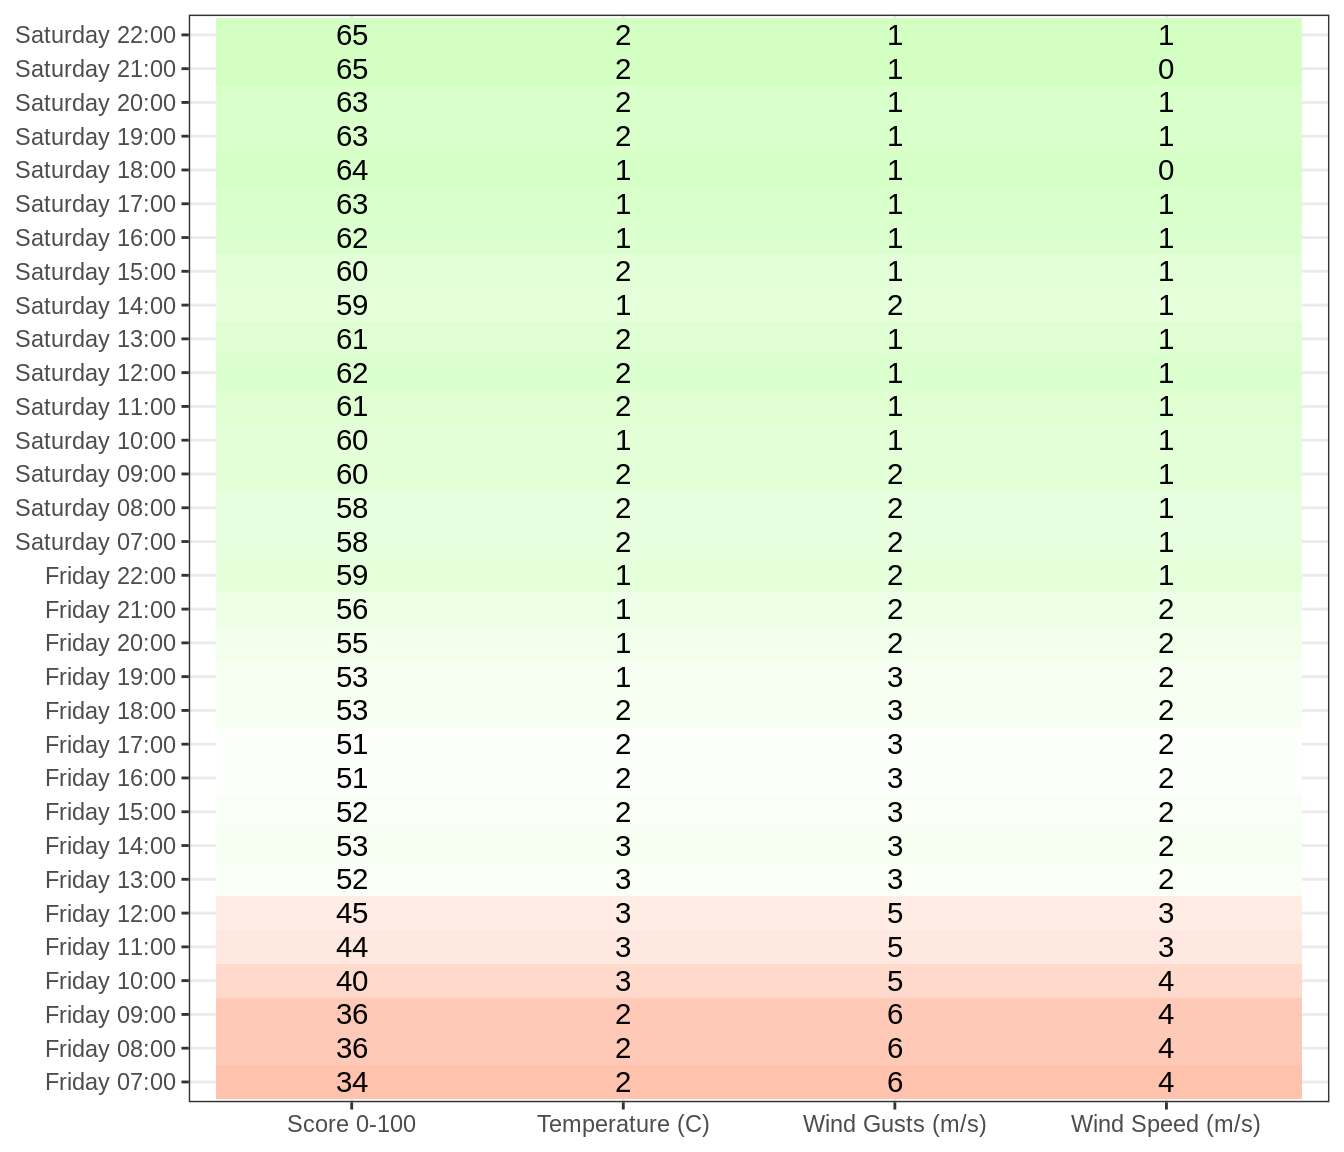 Saturday 22:00 65 2 1 1
Saturday 21:00 65 2 1 0
Saturday 20:00 63 2 1 1
Saturday 19:00 63 2 1 1
Saturday 18:00 64 1 1 0
Saturday 17:00 63 1 1 1
Saturday 16:00 62 1 1 1
Saturday 15:00 60 2 1 1
Saturday 14:00 59 1 2 1
Saturday 13:00 61 2 1 1
Saturday 12:00 62 2 1 1
Saturday 11:00 61 2 1 1
Saturday 10:00 60 1 1 1
Saturday 09:00 60 2 2 1
Saturday 08:00 58 2 2 1
Saturday 07:00 58 2 2 1
Friday 22:00 59 1 2 1
Friday 21:00 56 1 2 2
Friday 20:00 55 1 2 2
Friday 19:00 53 1 3 2
Friday 18:00 53 2 3 2
Friday 17:00 51 2 3 2
Friday 16:00 51 2 3 2
Friday 15:00 52 2 3 2
Friday 14:00 53 3 3 2
Friday 13:00 52 3 3 2
Friday 12:00 45 3 5 3
Friday 11:00 44 3 5 3
Friday 10:00 40 3 5 4
Friday 09:00 36 2 6 4
Friday 08:00 36 2 6 4
Friday 07:00 34 2 6 4
Score 0-100 Temperature (C) Wind Gusts (m/s) Wind Speed (m/s)